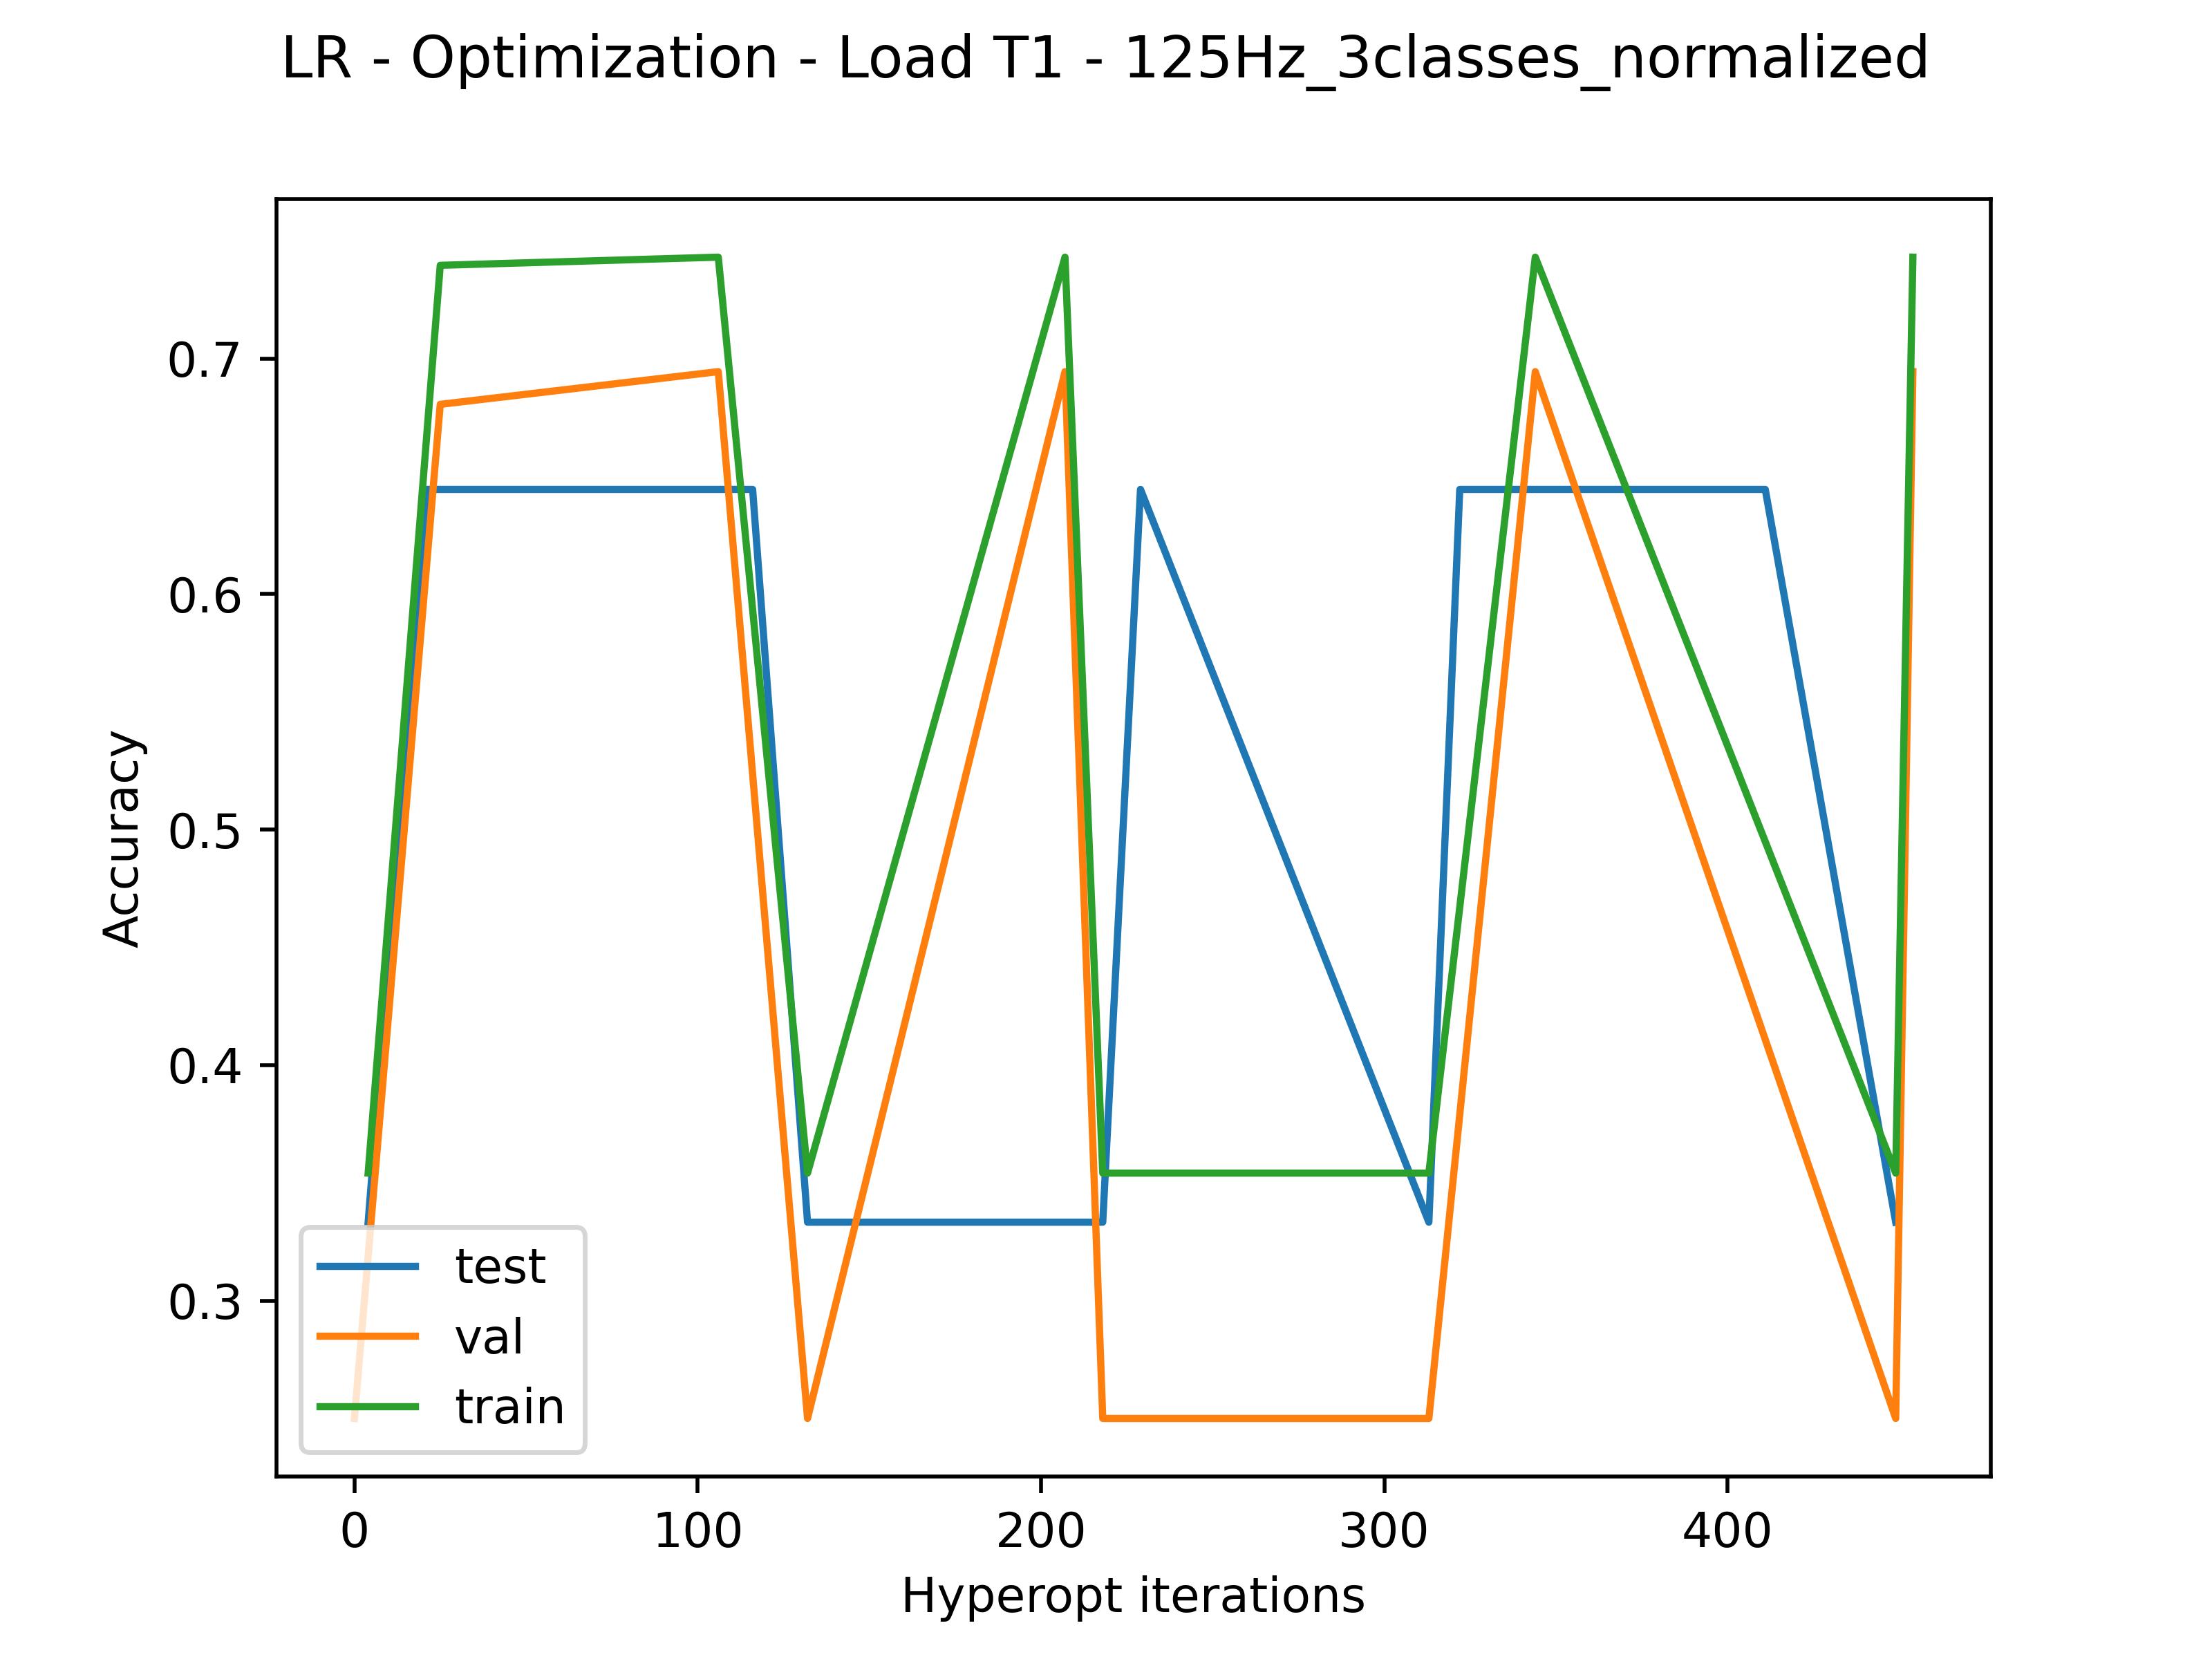 LR - Optimization - Load T1 - 125Hz_3classes_normalized
0.7
0.6
0.5
0.4
0.3
Accuracy
test
val
train
0 100 200 300 400
Hyperopt iterations